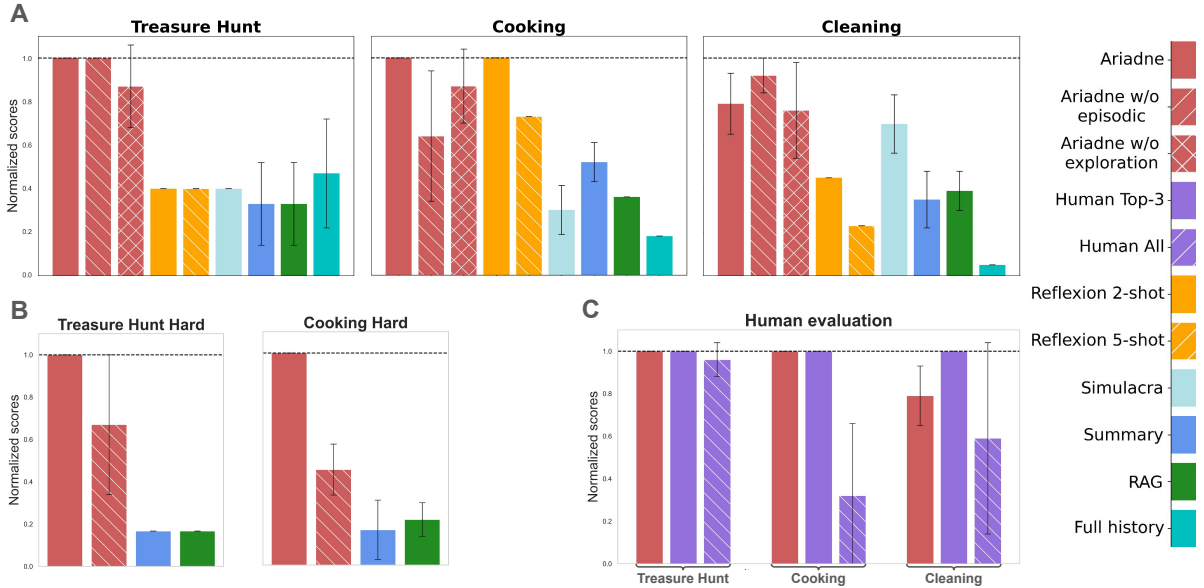 A
Treasure Hunt
Cooking
Cleaning
Normalized scores
1.0
0.8
0.6
0.4
0.2
0.0
B
Treasure Hunt Hard
Cooking Hard
Normalized scores
1.0
0.8
0.6
0.4
0.2
0.0
C
Human evaluation
Normalized scores
1.0
0.8
0.6
0.4
0.2
0.0
Treasure Hunt
Cooking
Cleaning
Ariadne
Ariadne w/o
episodic
Ariadne w/o
exploration
Human Top-3
Human All
Reflexion 2-shot
Reflexion 5-shot
Simulacra
Summary
RAG
Full history